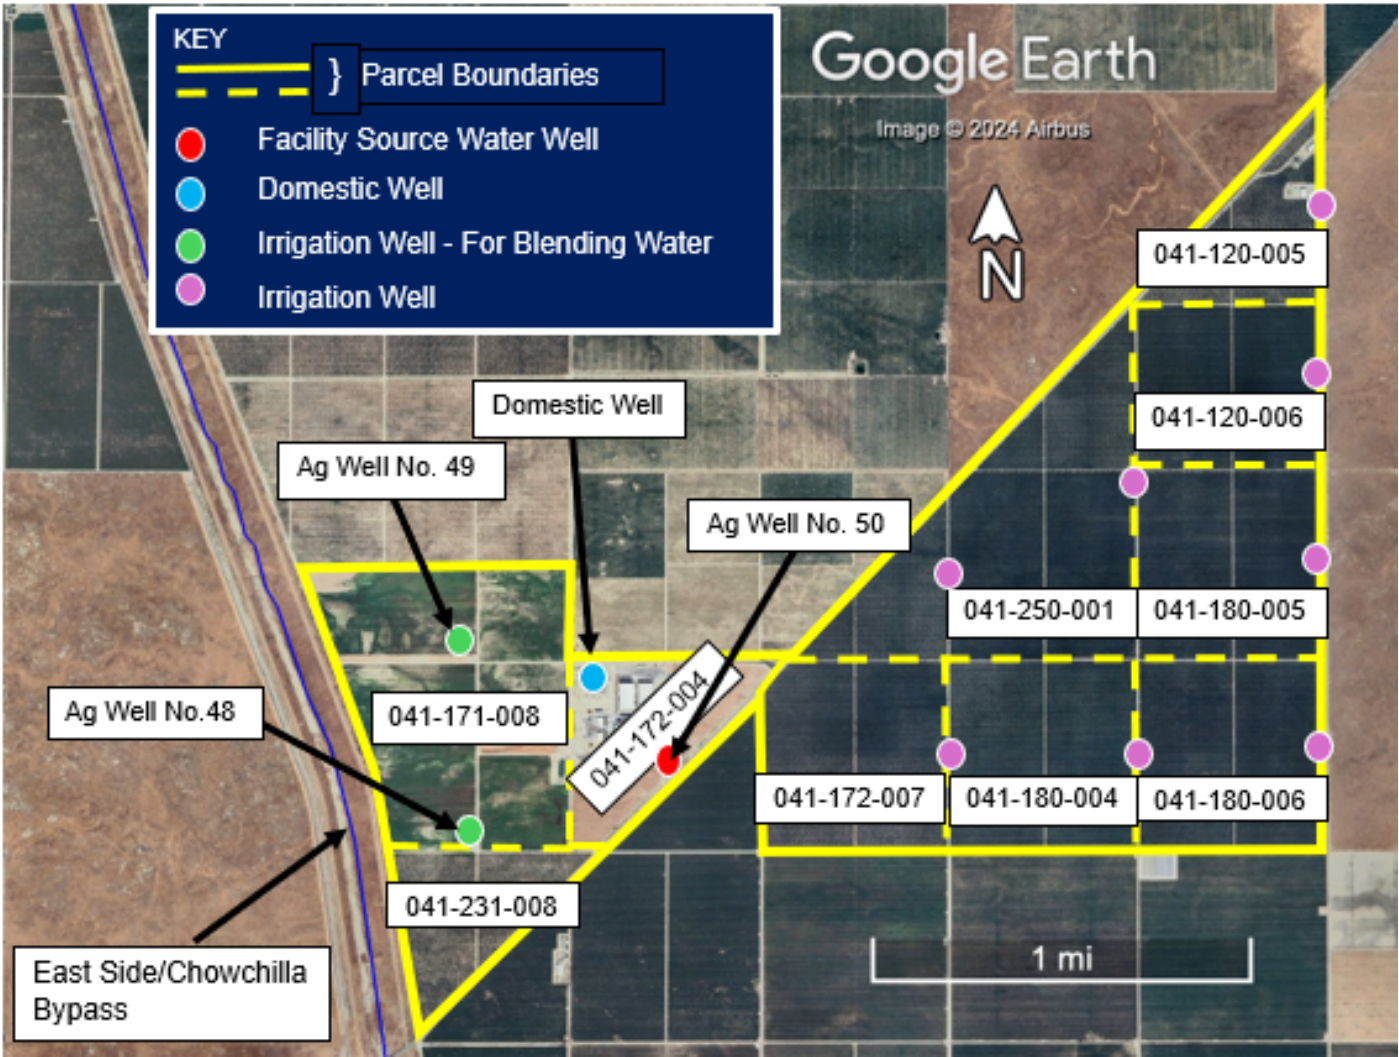 KEY
} Parcel Boundaries
Facility Source Water Well
Domestic Well
Irrigation Well - For Blending Water
Irrigation Well
Google Earth
Image © 2024 Airbus
N
041-120-005
041-120-006
Domestic Well
Ag Well No. 49
Ag Well No. 50
041-250-001
041-180-005
041-172-004
Ag Well No.48
041-171-008
041-172-007
041-180-004
041-180-006
041-231-008
East Side/Chowchilla
Bypass
1 mi